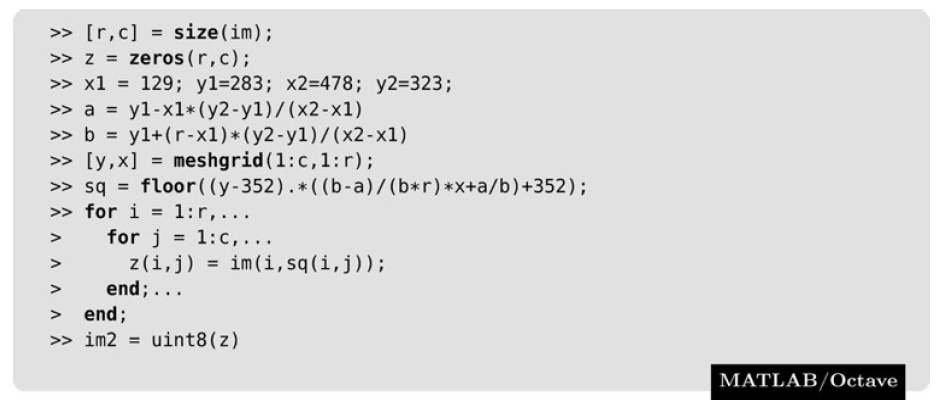 >> [r,c] = size(im);
>> z = zeros(r,c);
>> x1 = 129; y1=283; x2=478; y2=323;
>> a = y1-x1*(y2-y1)/(x2-x1)
>> b = y1+(r-x1)*(y2-y1)/(x2-x1)
>> [y,x] = meshgrid(1:c,1:r);
>> sq = floor((y-352).*((b-a)/(b*r)*x+a/b)+352);
>> for i = 1:r,...
>    for j = 1:c,...
>      z(i,j) = im(i,sq(i,j));
>    end;...
>  end;
>> im2 = uint8(z)
MATLAB/Octave